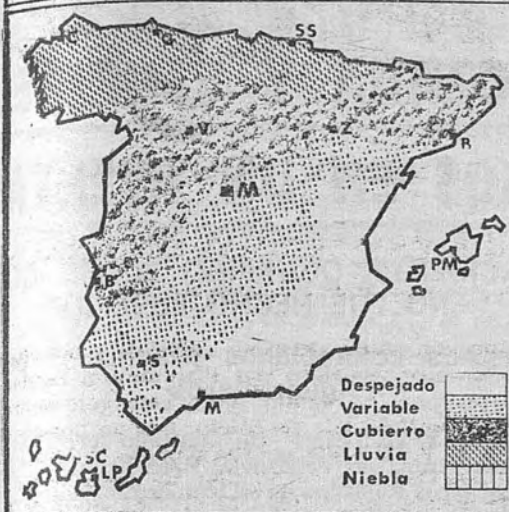 C G SS
V Z B
M
PM
B
S
M
SC
LP
Despejado
Variable
Cubierto
Lluvia
Niebla